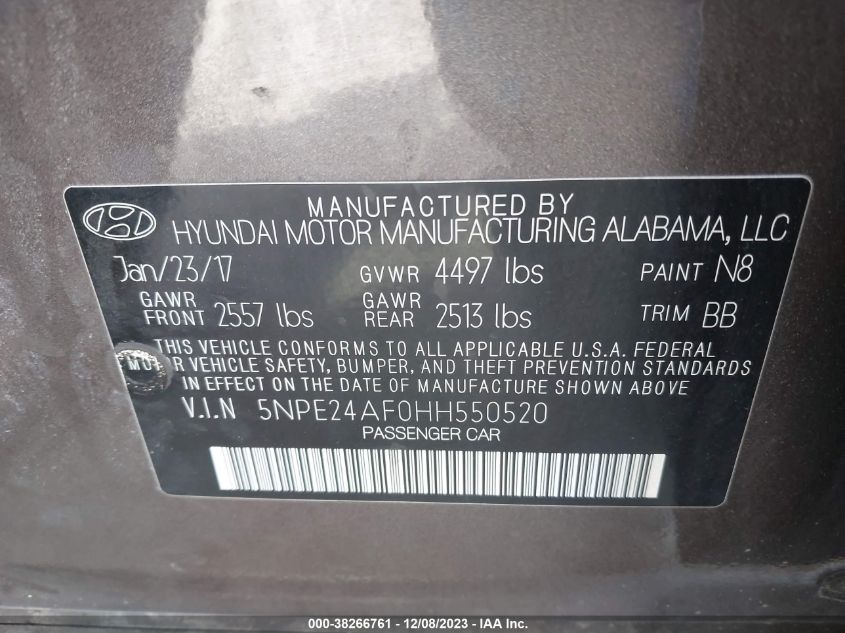 MANUFACTURED BY
HYUNDAI MOTOR MANUFACTURING ALABAMA, LLC
Jan/23/17 GVWR 4497 lbs PAINT N8
GAWR FRONT 2557 lbs GAWR REAR 2513 lbs TRIM BB
THIS VEHICLE CONFORMS TO ALL APPLICABLE U.S.A. FEDERAL
MOTOR VEHICLE SAFETY, BUMPER, AND THEFT PREVENTION STANDARDS
IN EFFECT ON THE DATE OF MANUFACTURE SHOWN ABOVE.
V.I.N 5NPE24AF0HH550520
PASSENGER CAR
000-38266761 - 12/08/2023 - IAA Inc.